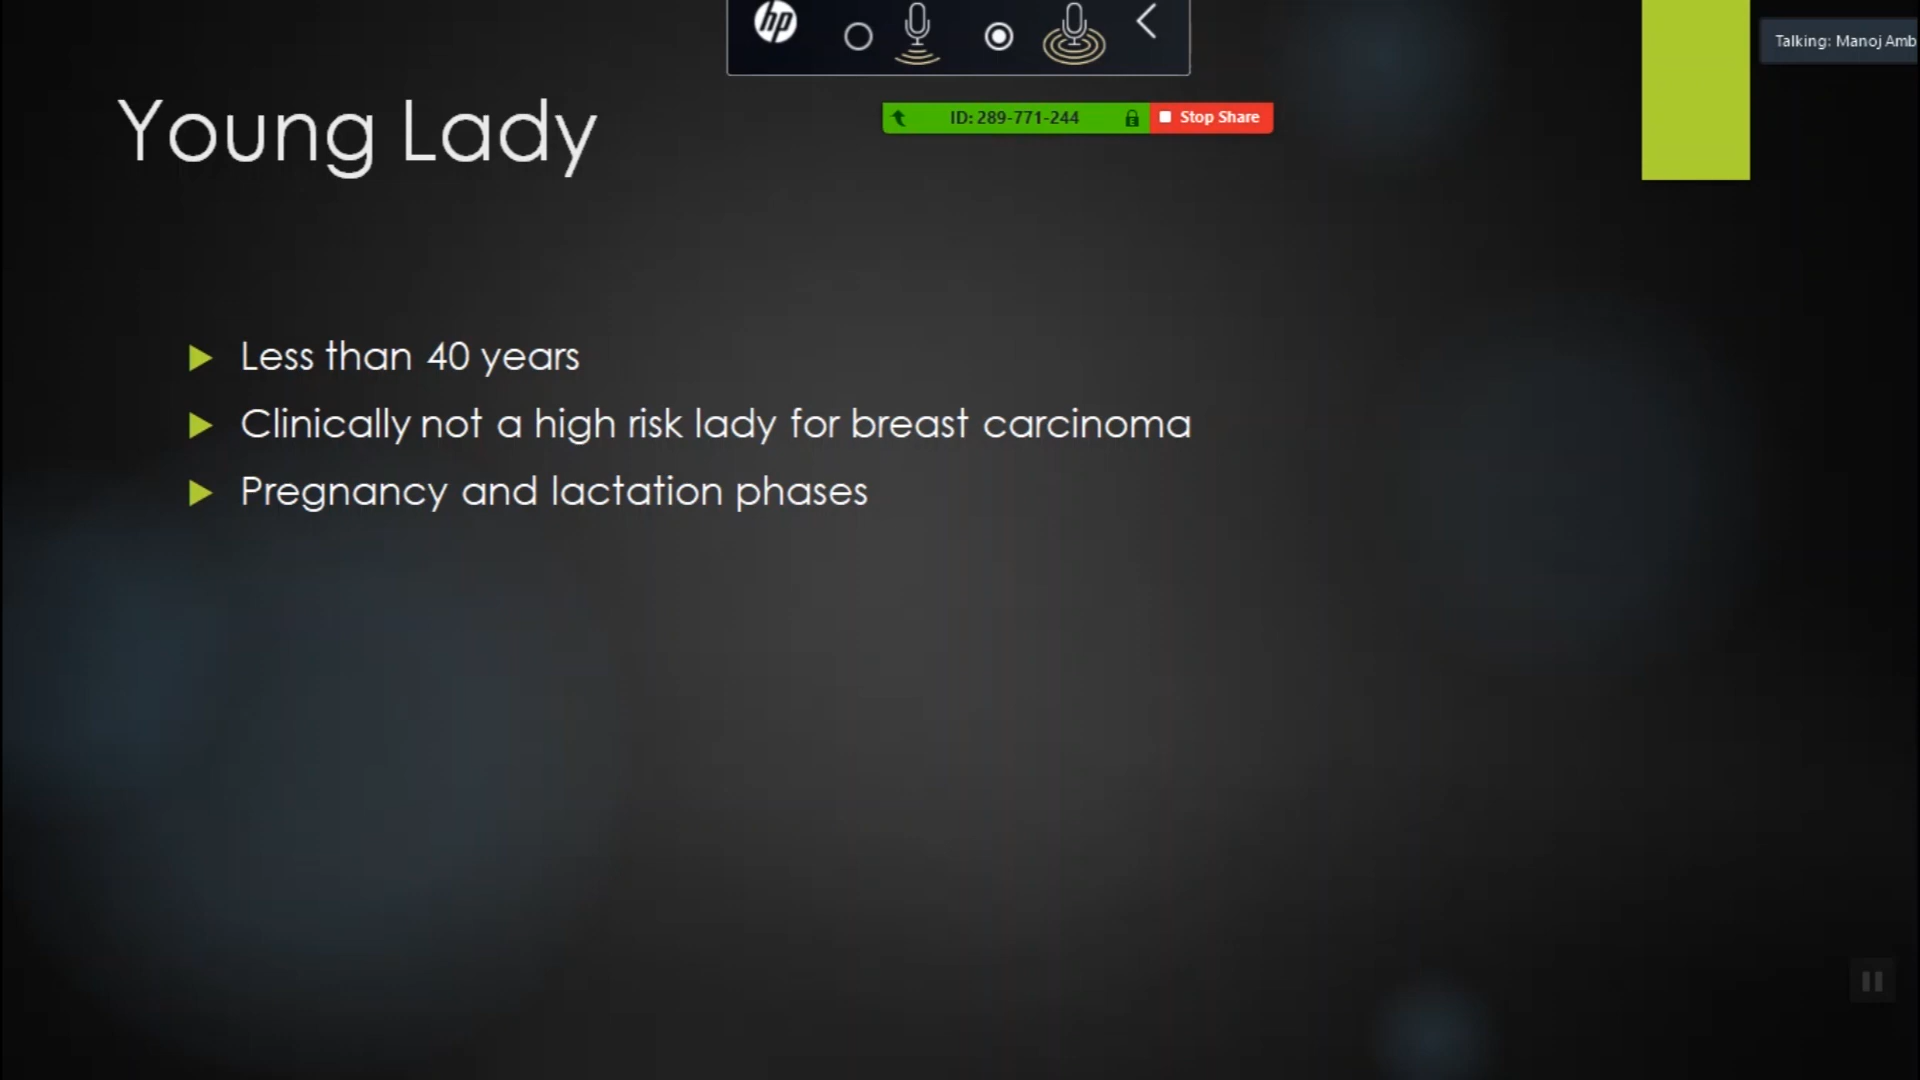 hp
Talking: Manoj Amb
ID: 289-771-244
Stop Share
Young Lady
Less than 40 years
Clinically not a high risk lady for breast carcinoma
Pregnancy and lactation phases